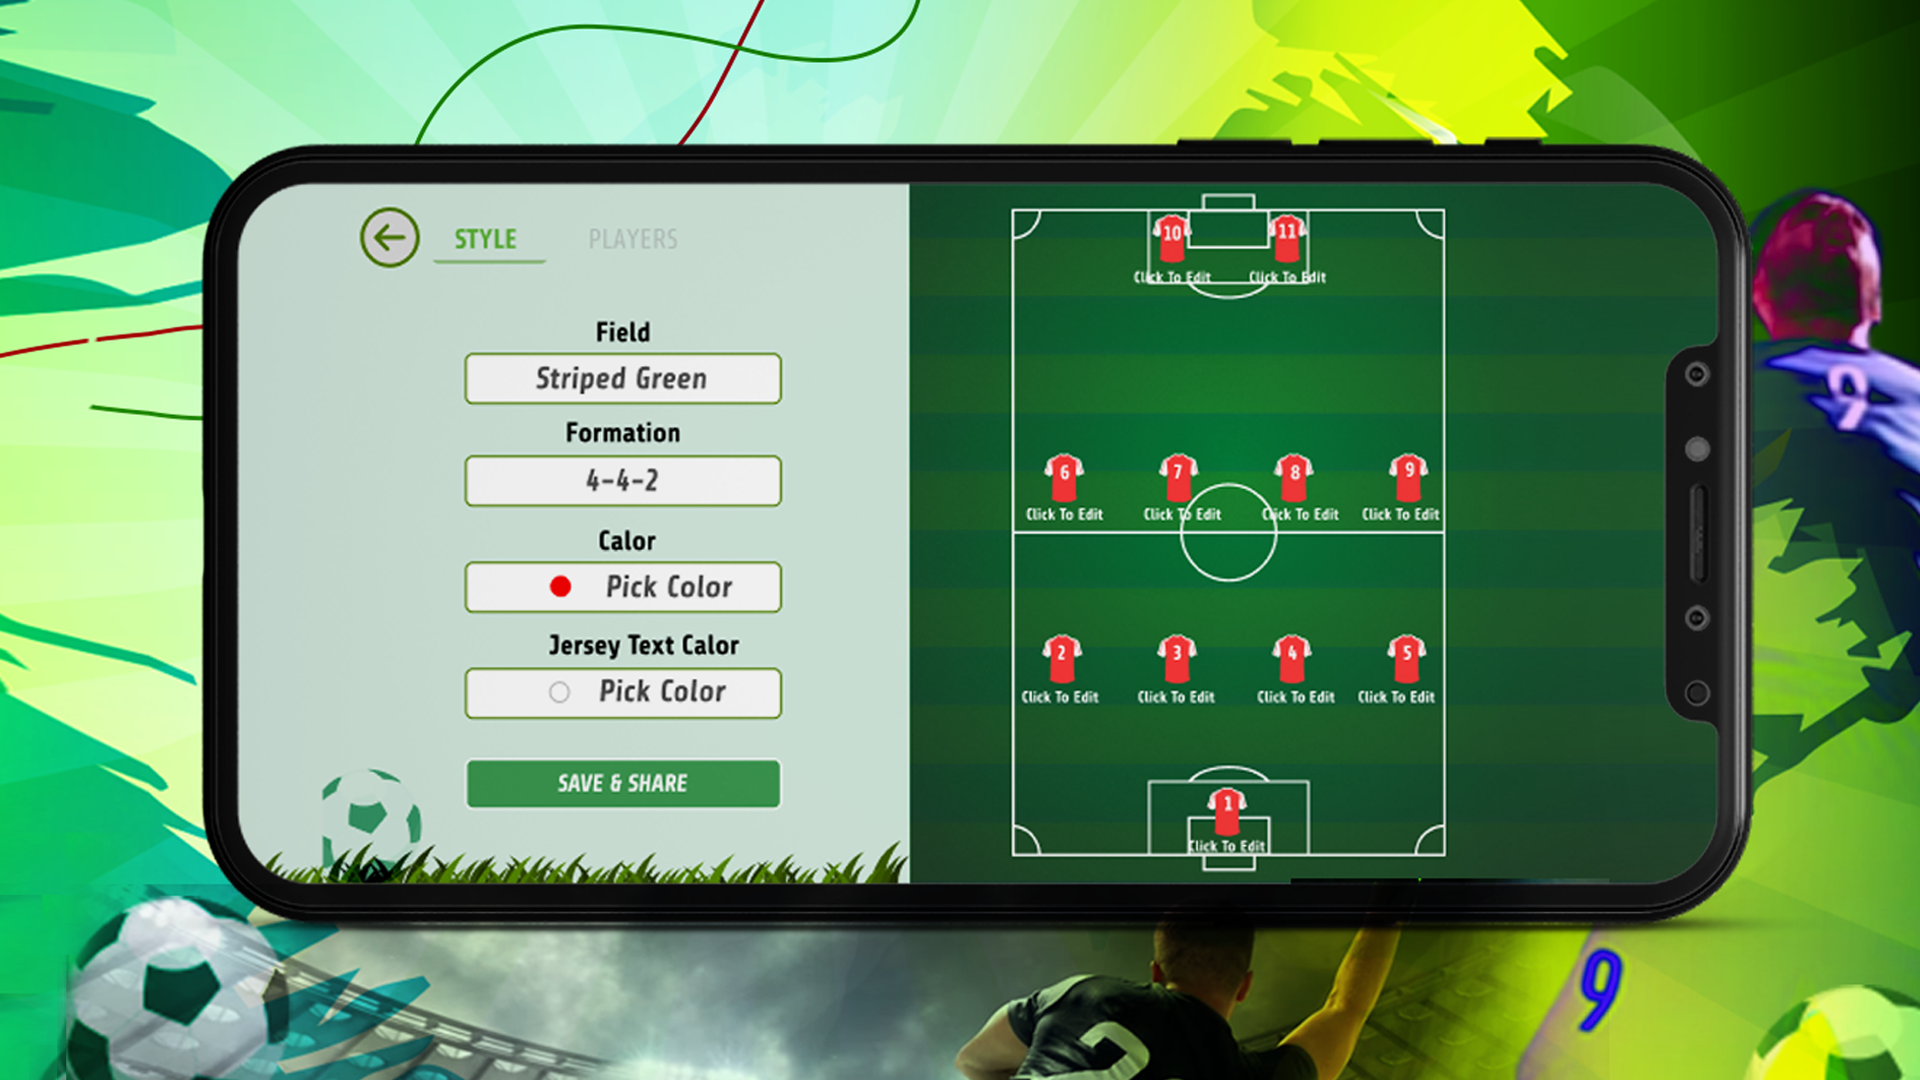 STYLE PLAYERS
Field
Striped Green
Formation
4-4-2
Calor
Pick Color
Jersey Text Calor
Pick Color
SAVE & SHARE
10 11
Click To Edit Click To Edit
6 7 8 9
Click To Edit Click To Edit Click To Edit Click To Edit
2 3 4 5
Click To Edit Click To Edit Click To Edit Click To Edit
1
Click To Edit
9
9
2